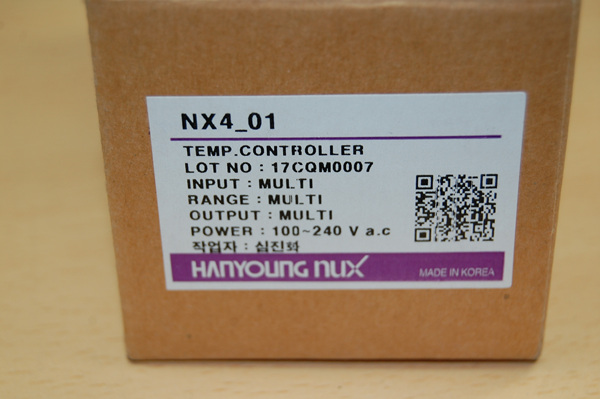 NX4_01
TEMP.CONTROLLER
LOT NO : 17CQM0007
INPUT : MULTI
RANGE : MULTI
OUTPUT : MULTI
POWER : 100~240 V a.c
작업자 : 심진화
HANYOUNG NUX
MADE IN KOREA